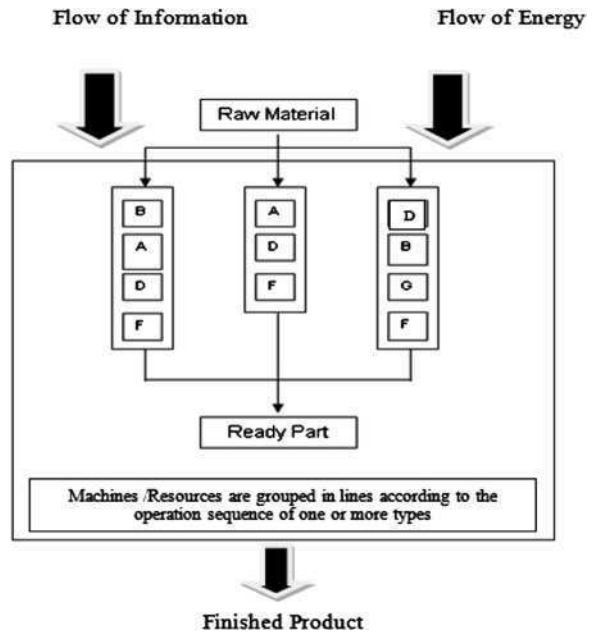 Flow of Information
Flow of Energy
Raw Material
B
A
D
F
A
D
F
D
B
G
F
Ready Part
Machines /Resources are grouped in lines according to the
operation sequence of one or more types
Finished Product